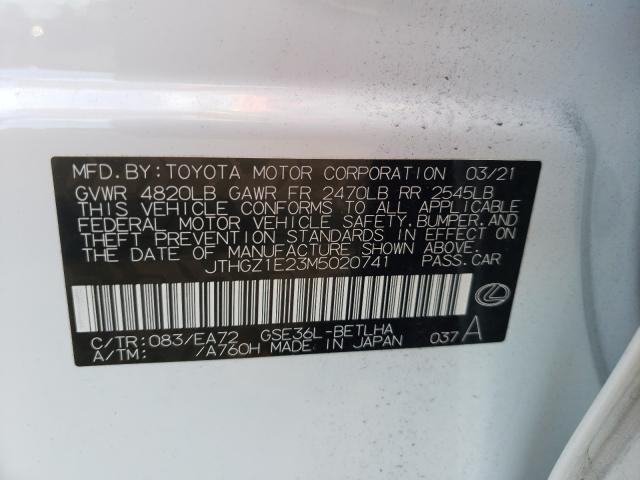 MFD. BY: TOYOTA MOTOR CORPORATION 03/21
GVWR 4820LB GAWR FR 2470LB RR 2545LB
THIS VEHICLE CONFORMS TO ALL APPLICABLE
FEDERAL MOTOR VEHICLE SAFETY, BUMPER, AND
THEFT PREVENTION STANDARDS IN EFFECT ON
THE DATE OF MANUFACTURE SHOWN ABOVE.
JTHGZ1E23M5020741 PASS. CAR
C/TR: 083/EA72 GSE36L-BETLHA
A/TM: /A760H MADE IN JAPAN 037 A